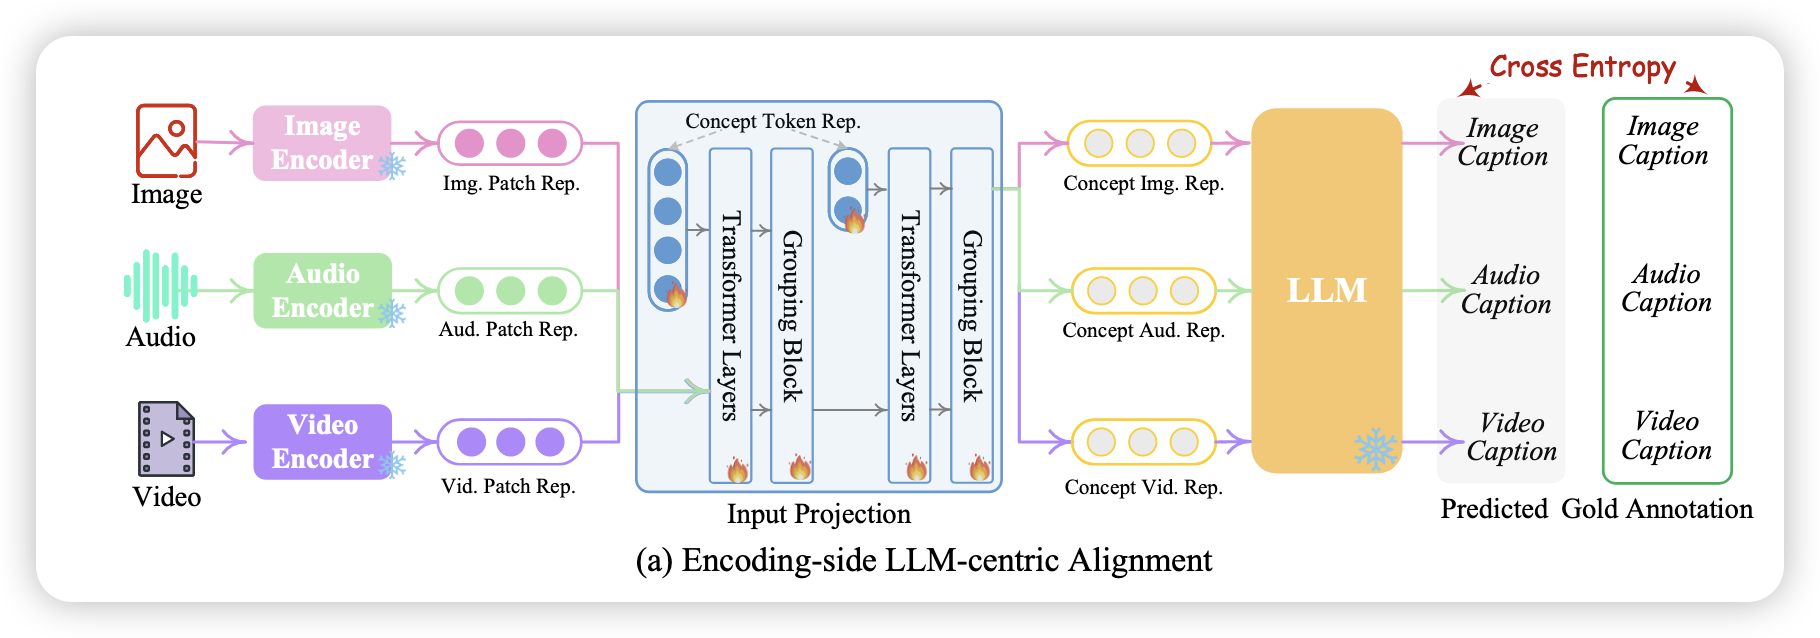 Cross Entropy
Image
Image
Encoder
Img. Patch Rep.
Audio
Audio
Encoder
Aud. Patch Rep.
Video
Video
Encoder
Vid. Patch Rep.
Concept Token Rep.
Transformer Layers
Grouping Block
Transformer Layers
Grouping Block
Input Projection
Concept Img. Rep.
Concept Aud. Rep.
Concept Vid. Rep.
LLM
Image
Caption
Audio
Caption
Video
Caption
Predicted
Image
Caption
Audio
Caption
Video
Caption
Gold Annotation
(a) Encoding-side LLM-centric Alignment